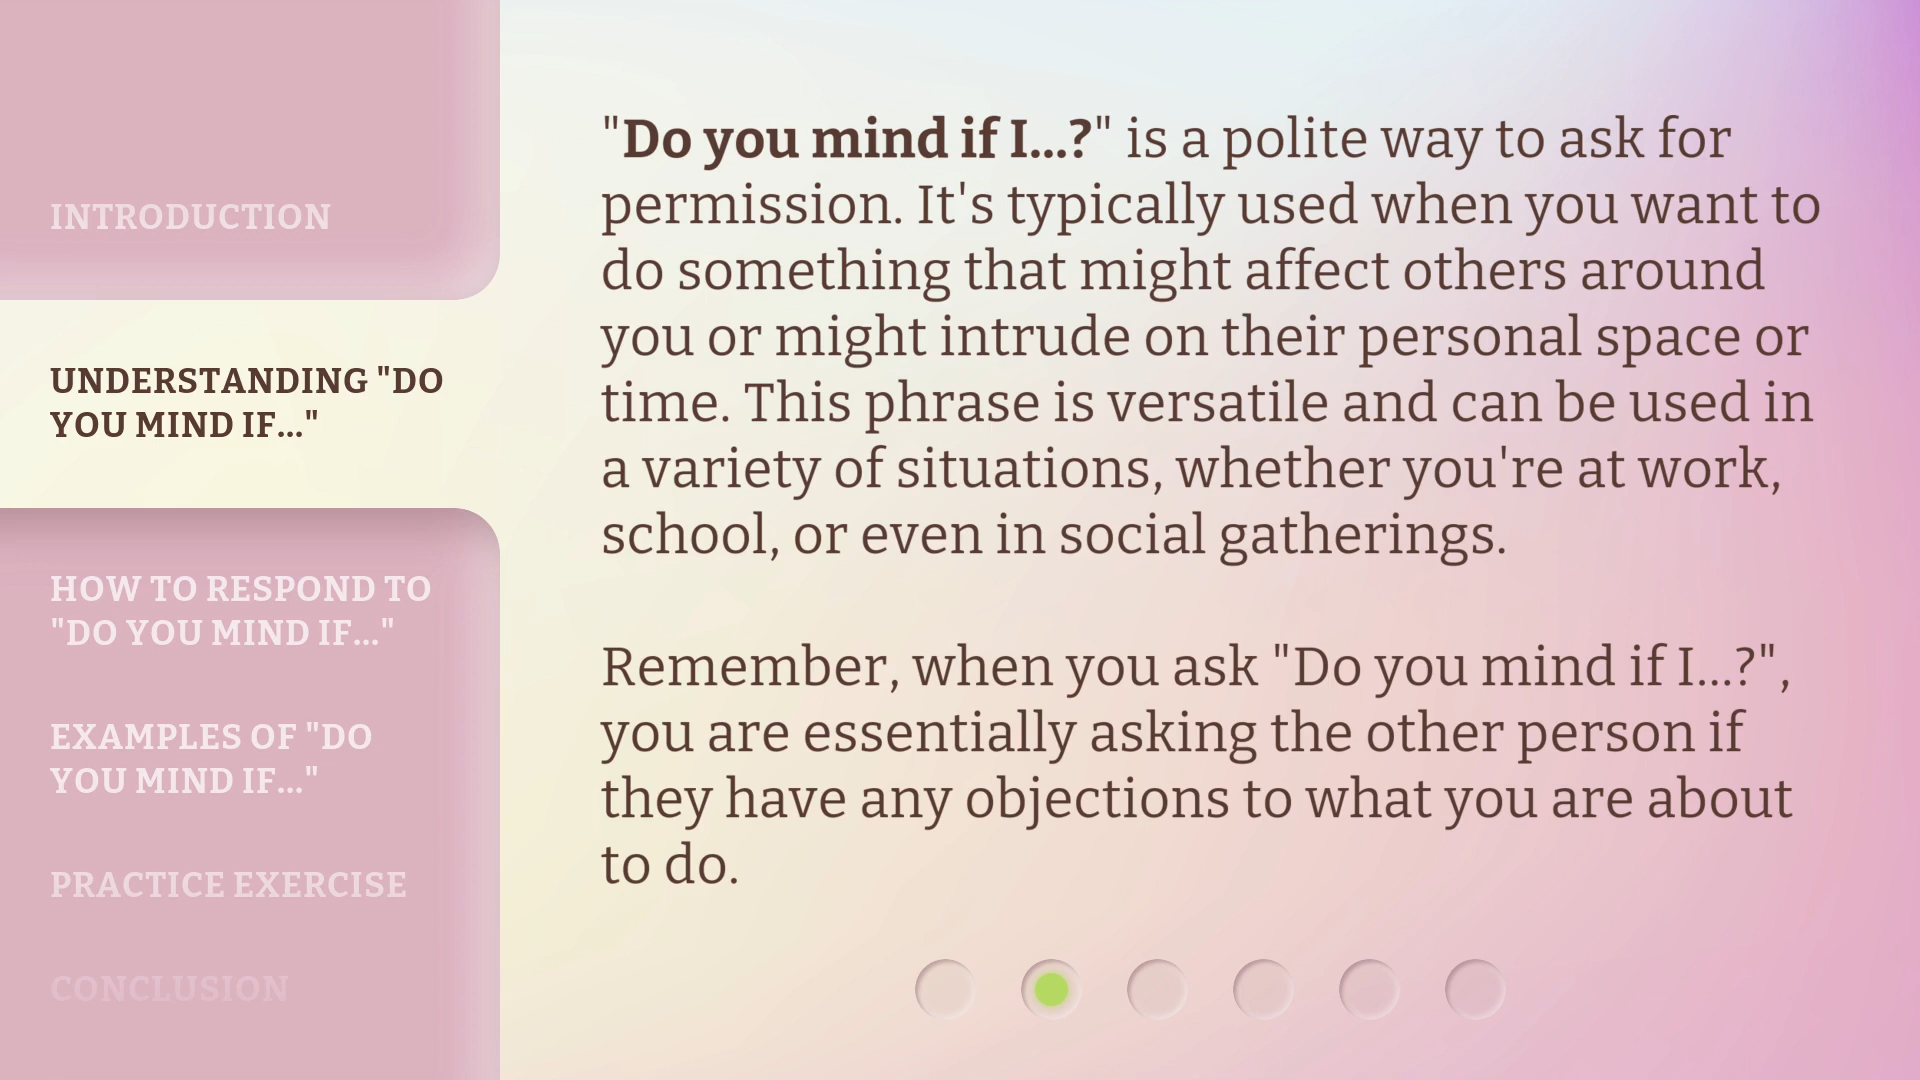 INTRODUCTION
UNDERSTANDING "DO
YOU MIND IF..."
HOW TO RESPOND TO
"DO YOU MIND IF..."
EXAMPLES OF "DO
YOU MIND IF..."
PRACTICE EXERCISE
CONCLUSION
"Do you mind if I...?" is a polite way to ask for
permission. It's typically used when you want to
do something that might affect others around
you or might intrude on their personal space or
time. This phrase is versatile and can be used in
a variety of situations, whether you're at work,
school, or even in social gatherings.
Remember, when you ask "Do you mind if I...?",
you are essentially asking the other person if
they have any objections to what you are about
to do.